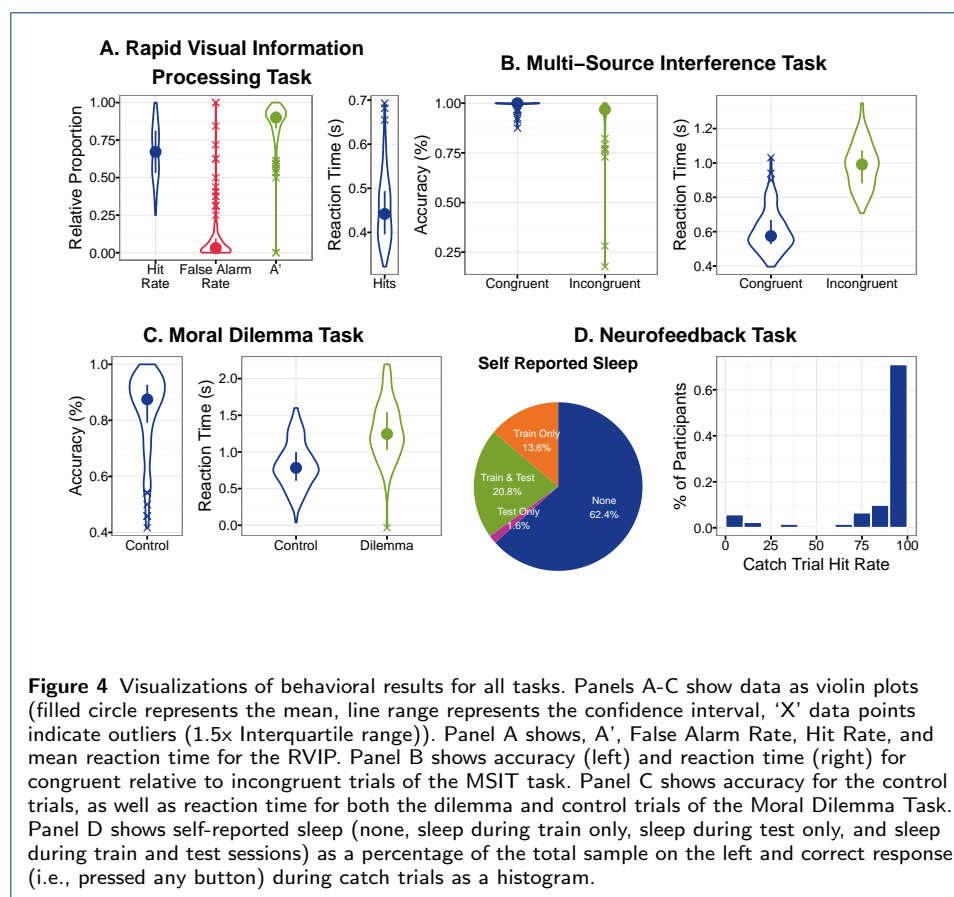 A. Rapid Visual Information
Processing Task
Relative Proportion
1.00
0.75
0.50
0.25
0.00
Hit
Rate
False Alarm
Rate
A'
Reaction Time (s)
0.7
0.6
0.5
0.4
Hits
B. Multi−Source Interference Task
Accuracy (%)
1.00
0.75
0.50
0.25
Congruent
Incongruent
Reaction Time (s)
1.2
1.0
0.8
0.6
0.4
Congruent
Incongruent
C. Moral Dilemma Task
Accuracy (%)
1.0
0.8
0.6
0.4
Control
Reaction Time (s)
2.0
1.5
1.0
0.5
0.0
Control
Dilemma
D. Neurofeedback Task
Self Reported Sleep
Train Only
13.6%
Train & Test
20.8%
Test Only
1.6%
None
62.4%
% of Participants
0.6
0.4
0.2
0.0
0
25
50
75
100
Catch Trial Hit Rate
Figure 4 Visualizations of behavioral results for all tasks. Panels A-C show data as violin plots
(filled circle represents the mean, line range represents the confidence interval, ‘X’ data points
indicate outliers (1.5x Interquartile range)). Panel A shows, A’, False Alarm Rate, Hit Rate, and
mean reaction time for the RVIP. Panel B shows accuracy (left) and reaction time (right) for
congruent relative to incongruent trials of the MSIT task. Panel C shows accuracy for the control
trials, as well as reaction time for both the dilemma and control trials of the Moral Dilemma Task.
Panel D shows self-reported sleep (none, sleep during train only, sleep during test only, and sleep
during train and test sessions) as a percentage of the total sample on the left and correct response
(i.e., pressed any button) during catch trials as a histogram.